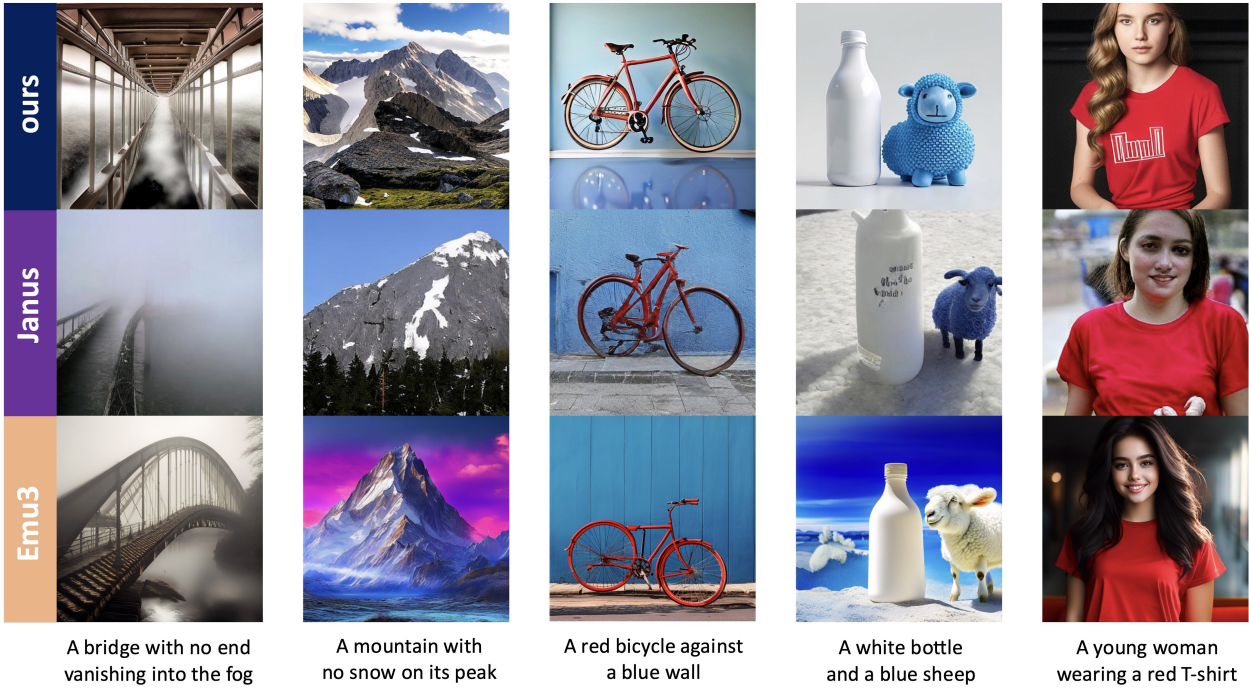 ours
Janus
Emu3
A bridge with no end
vanishing into the fog
A mountain with
no snow on its peak
A red bicycle against
a blue wall
A white bottle
and a blue sheep
A young woman
wearing a red T-shirt